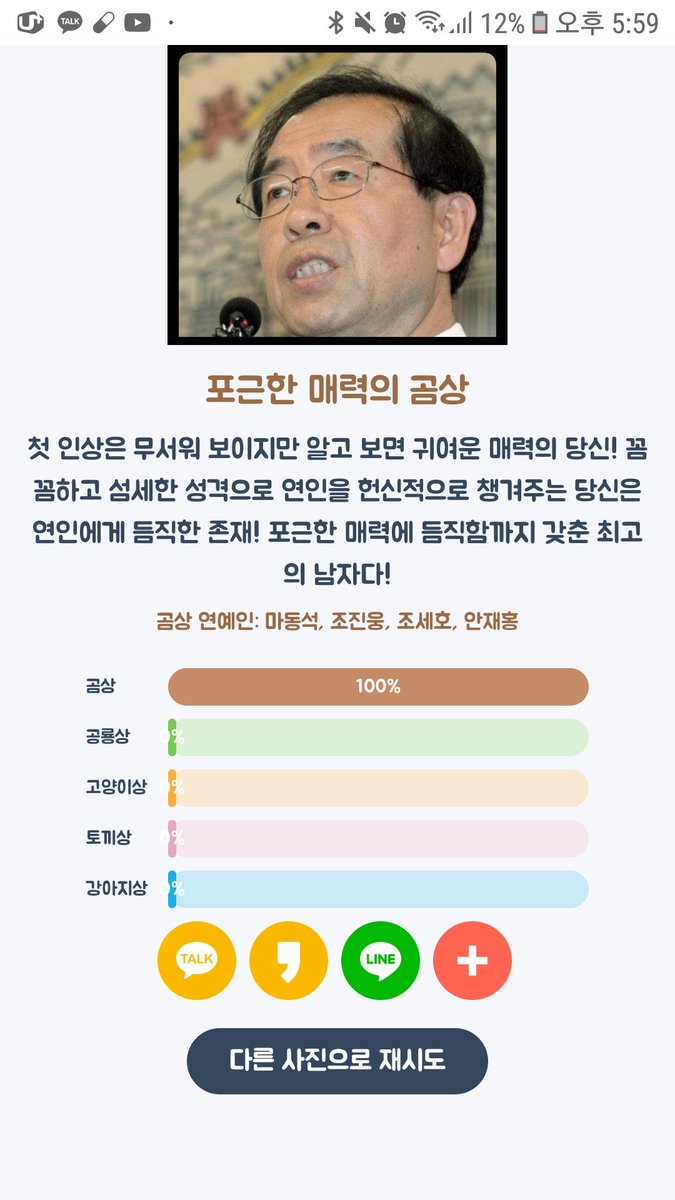 U+ TALK 12% 오후 5:59
포근한 매력의 곰상
첫 인상은 무서워 보이지만 알고 보면 귀여운 매력의 당신! 꼼
꼼하고 섬세한 성격으로 연인을 헌신적으로 챙겨주는 당신은
연인에게 듬직한 존재! 포근한 매력에 듬직함까지 갖춘 최고
의 남자다!
곰상 연예인: 마동석, 조진웅, 조세호, 안재홍
곰상 100%
공룡상 0%
고양이상 0%
토끼상 0%
강아지상 0%
TALK LINE +
다른 사진으로 재시도